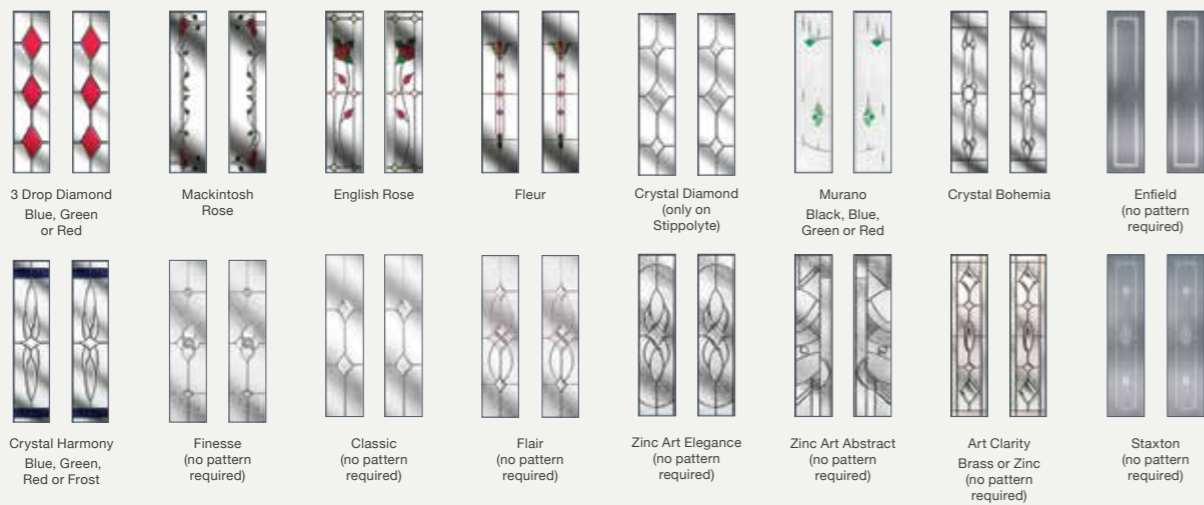 3 Drop Diamond
Blue, Green
or Red
Mackintosh
Rose
English Rose
Fleur
Crystal Diamond
(only on
Stippolyte)
Murano
Black, Blue,
Green or Red
Crystal Bohemia
Enfield
(no pattern
required)
Crystal Harmony
Blue, Green,
Red or Frost
Finesse
(no pattern
required)
Classic
(no pattern
required)
Flair
(no pattern
required)
Zinc Art Elegance
(no pattern
required)
Zinc Art Abstract
(no pattern
required)
Art Clarity
Brass or Zinc
(no pattern
required)
Staxton
(no pattern
required)